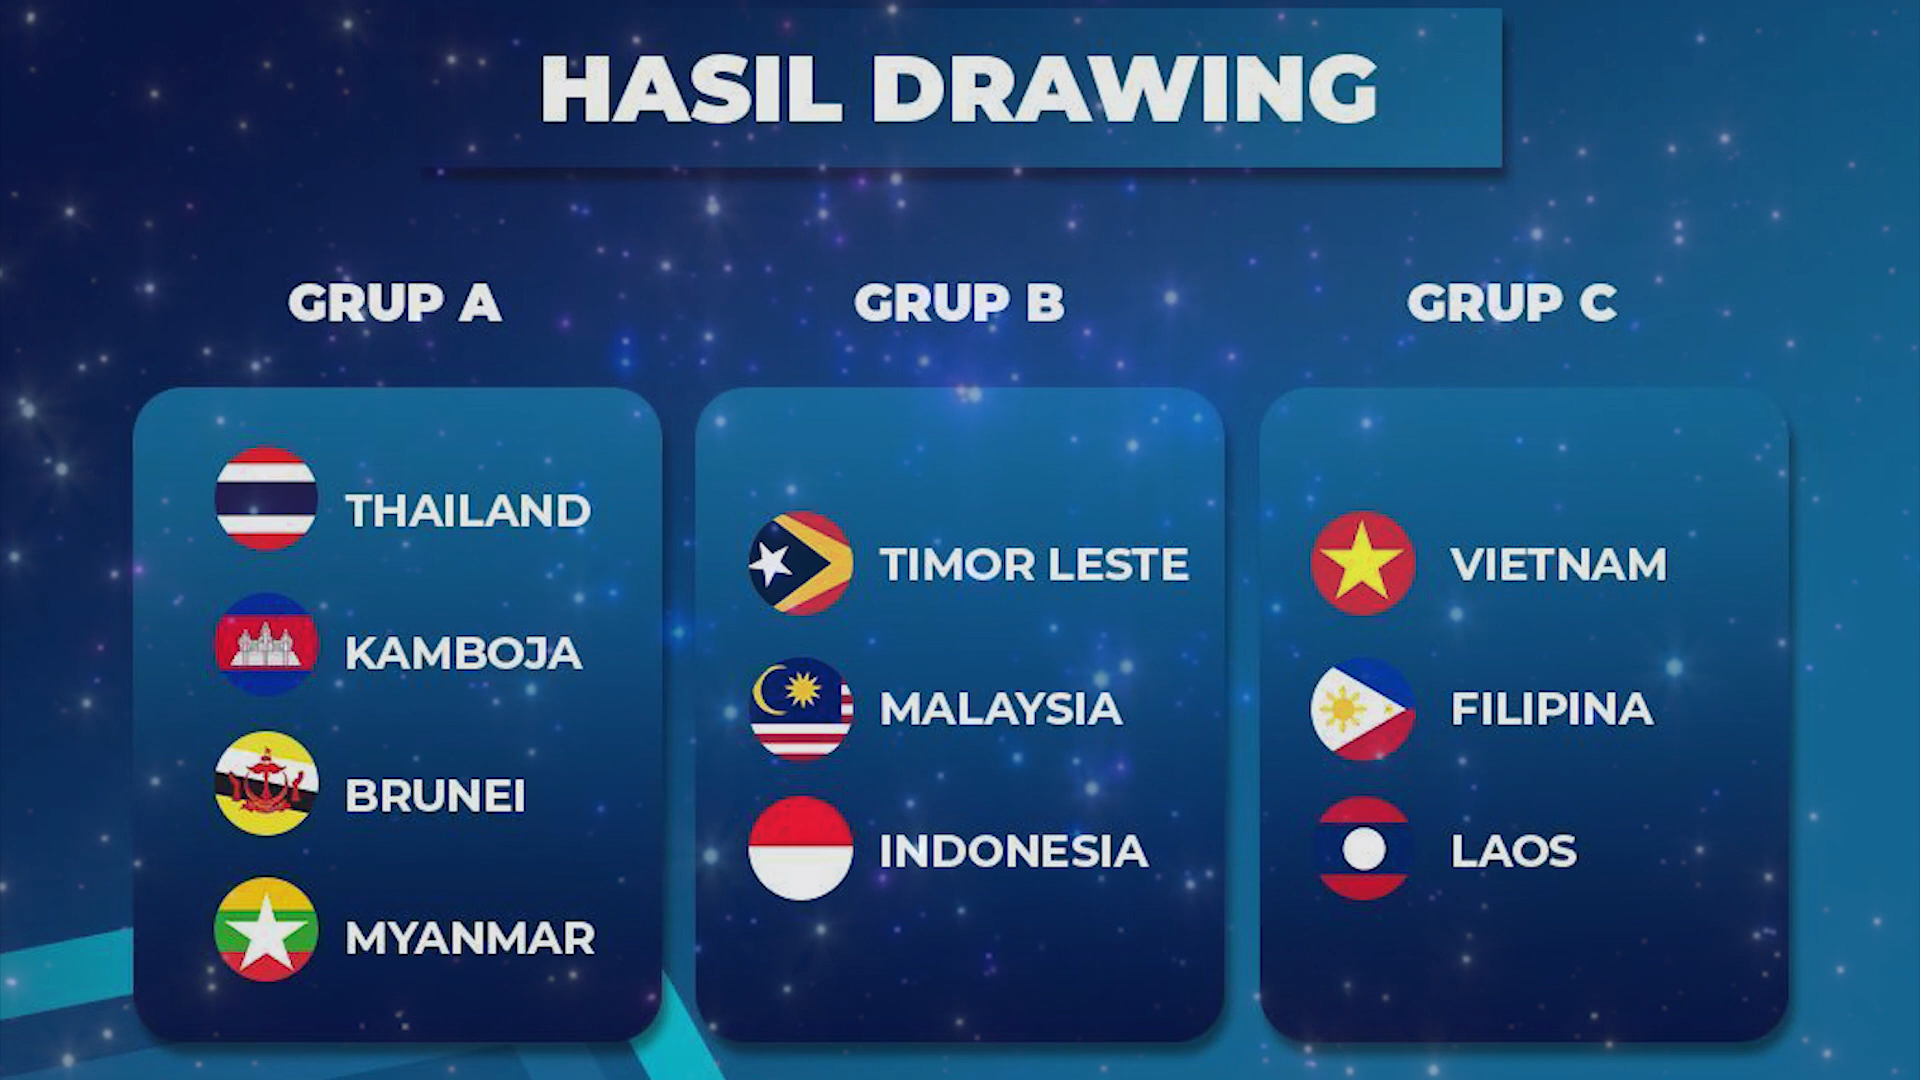 HASIL DRAWING
GRUP A
THAILAND
KAMBOJA
BRUNEI
MYANMAR
GRUP B
TIMOR LESTE
MALAYSIA
INDONESIA
GRUP C
VIETNAM
FILIPINA
LAOS